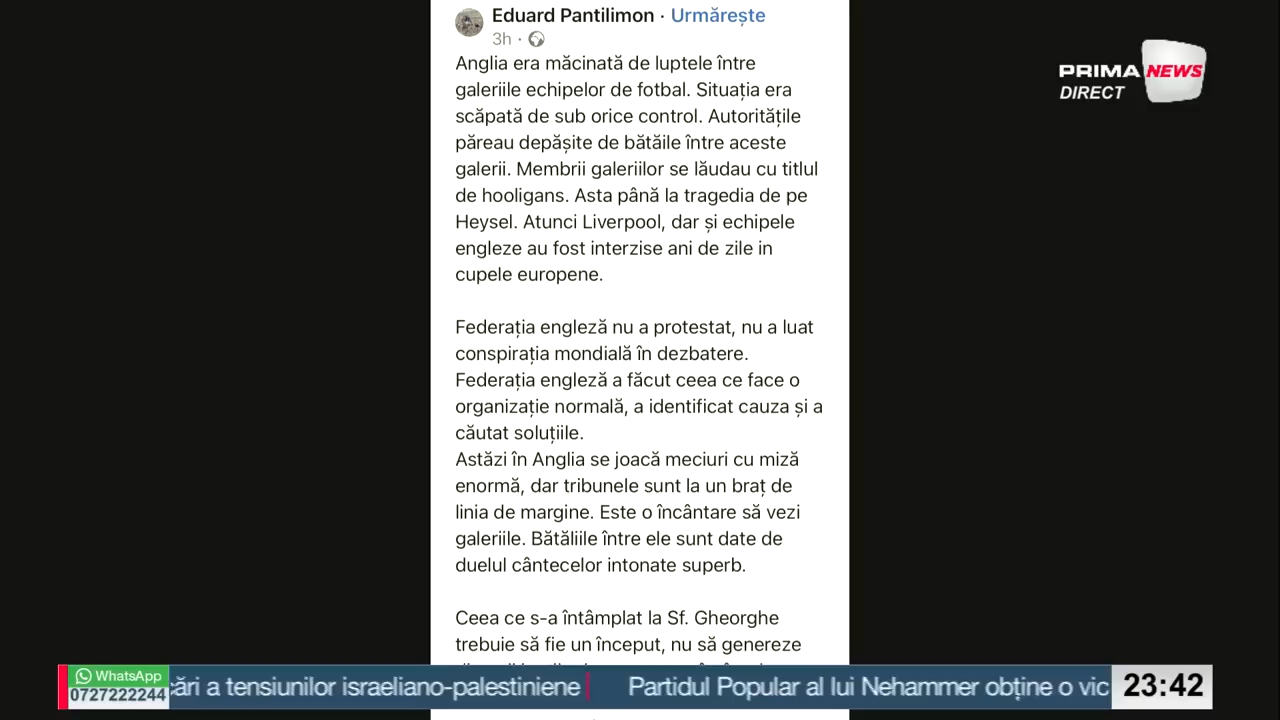 Eduard Pantilimon · Urmărește
3h ·
Anglia era măcinată de luptele între
galeriile echipelor de fotbal. Situația era
scăpată de sub orice control. Autoritățile
păreau depășite de bătăile între aceste
galerii. Membrii galeriilor se lăudau cu titlul
de hooligans. Asta până la tragedia de pe
Heysel. Atunci Liverpool, dar și echipele
engleze au fost interzise ani de zile in
cupele europene.
Federația engleză nu a protestat, nu a luat
conspirația mondială în dezbatere.
Federația engleză a făcut ceea ce face o
organizație normală, a identificat cauza și a
căutat soluțiile.
Astăzi în Anglia se joacă meciuri cu miză
enormă, dar tribunele sunt la un braț de
linia de margine. Este o încântare să vezi
galeriile. Bătăliile între ele sunt date de
duelul cântecelor intonate superb.
Ceea ce s-a întâmplat la Sf. Gheorghe
trebuie să fie un început, nu să genereze
PRIMA NEWS
DIRECT
WhatsApp
0727222244
cări a tensiunilor israeliano-palestiniene | Partidul Popular al lui Nehammer obține o vic
23:42